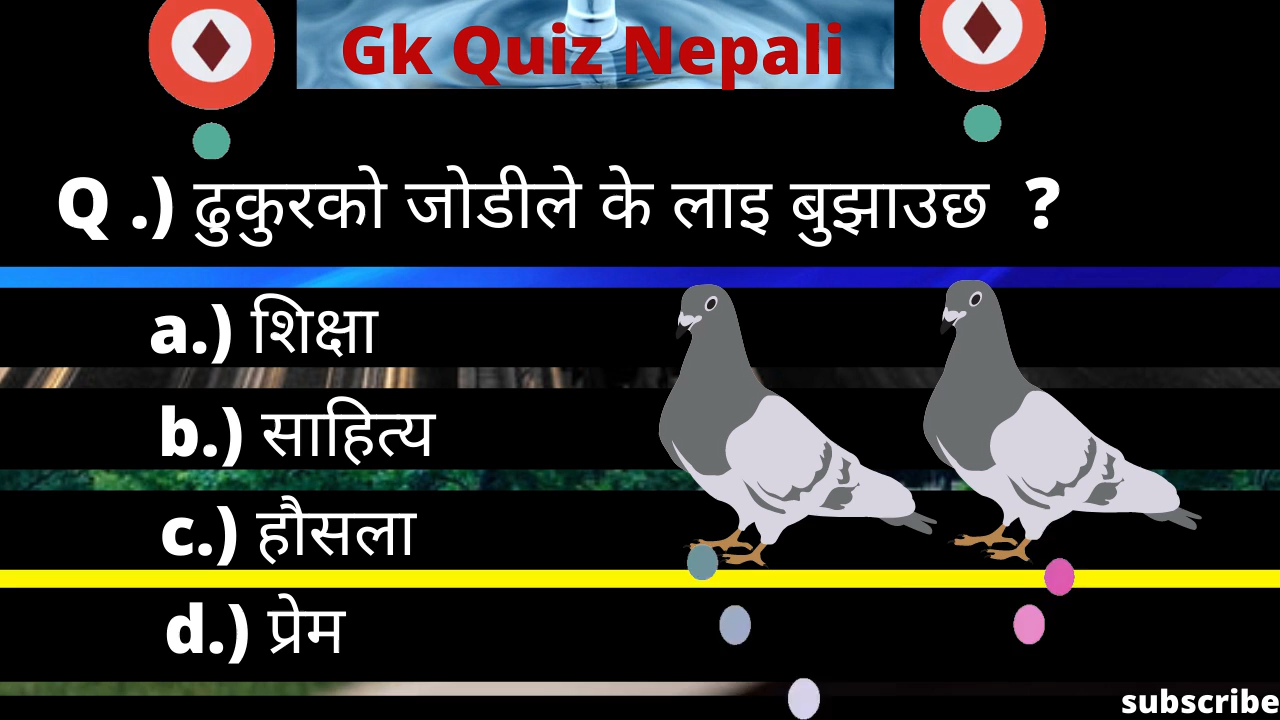 Gk Quiz Nepali
Q .) ढुकुरको जोडीले के लाइ बुझाउछ ?
a.) शिक्षा
b.) साहित्य
c.) हौसला
d.) प्रेम
subscribe